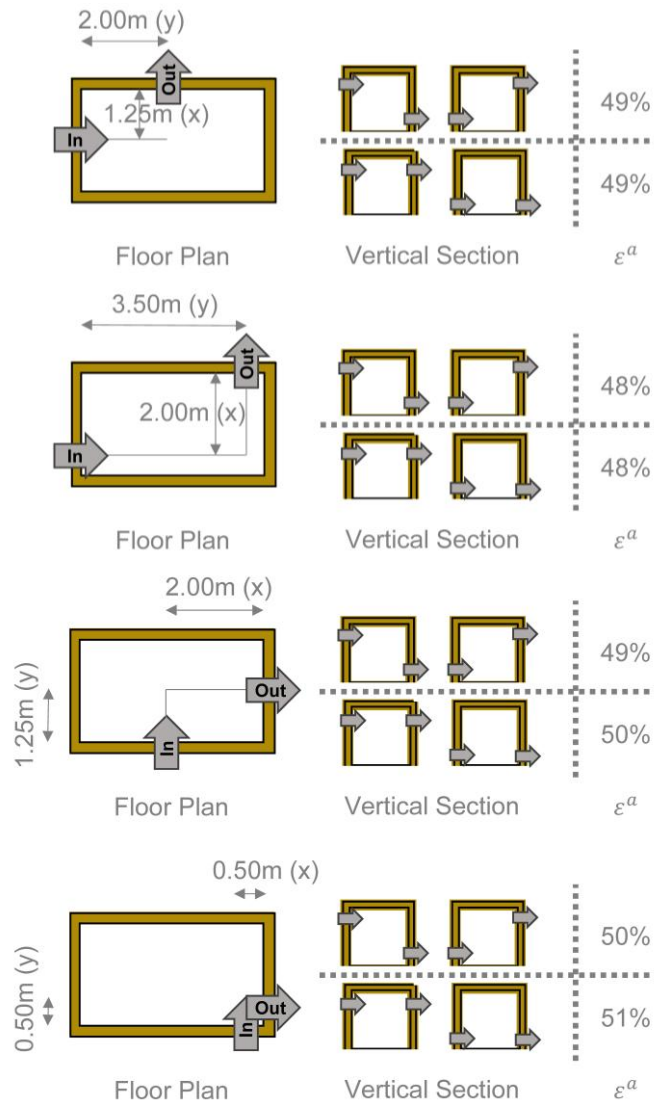 2.00m (y)
Out
1.25m (x)
In
49%
49%
Floor Plan
Vertical Section
εᵃ
3.50m (y)
Out
2.00m (x)
In
48%
48%
Floor Plan
Vertical Section
εᵃ
2.00m (x)
1.25m (y)
Out
In
49%
50%
Floor Plan
Vertical Section
εᵃ
0.50m (x)
0.50m (y)
Out
In
50%
51%
Floor Plan
Vertical Section
εᵃ